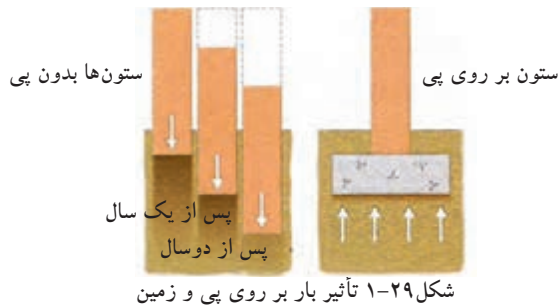 ستون بر روی پی
ستون‌ها بدون پی
پس از یک سال
پس از دوسال
شکل۲۹-۱ تأثیر بار بر روی پی و زمین